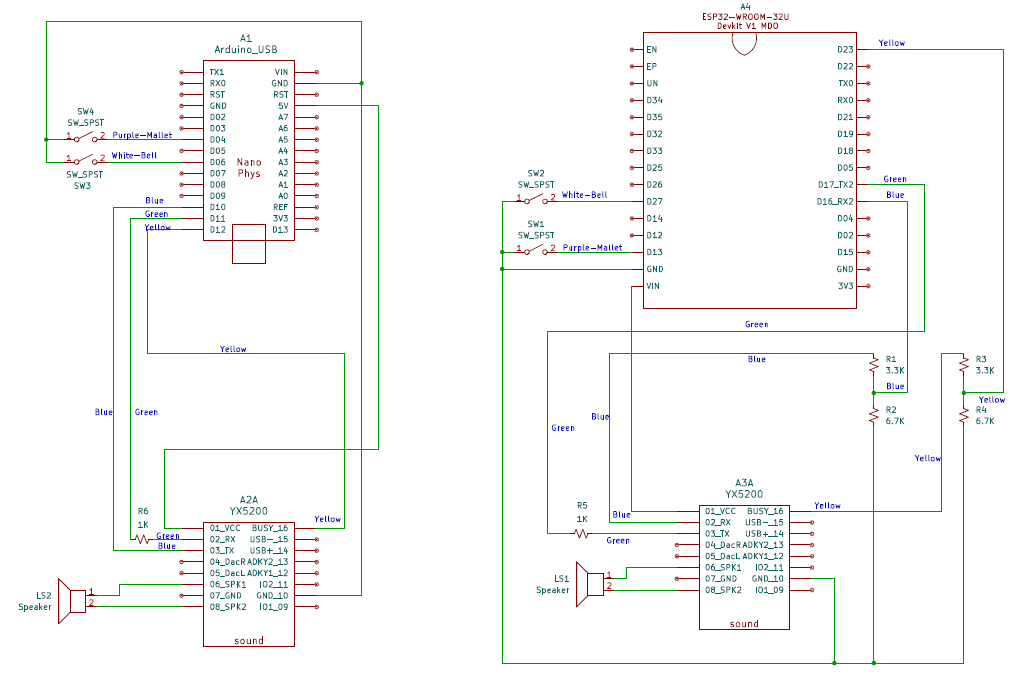 A1
Arduino_USB
TX1
RX0
RST
GND
D02
D03
D04
D05
D06
D07
D08
D09
D10
D11
D12
VIN
GND
RST
5V
A7
A6
A5
A4
A3
A2
A1
A0
REF
3V3
D13
Nano
Phys
SW4
SW_SPST
1
2
Purple-Mallet
1
2
White-Bell
SW_SPST
SW3
Blue
Green
Yellow
Yellow
Blue
Green
A2A
YX5200
01_VCC
02_RX
03_TX
04_DacR
05_DacL
06_SPK1
07_GND
08_SPK2
BUSY_16
USB-_15
USB+_14
ADKY2_13
ADKY1_12
IO2_11
GND_10
IO1_09
sound
R6
1K
Green
Blue
Yellow
LS2
Speaker
1
2
A4
ESP32-WROOM-32U
Devkit V1 MDO
EN
EP
UN
D34
D35
D32
D33
D25
D26
D27
D14
D12
D13
GND
VIN
D23
D22
TX0
RX0
D21
D19
D18
D05
D17_TX2
D16_RX2
D04
D02
D15
GND
3V3
Yellow
Green
Blue
SW2
SW_SPST
1
2
White-Bell
SW1
SW_SPST
1
2
Purple-Mallet
Green
Blue
R1
3.3K
R3
3.3K
Blue
Yellow
R2
6.7K
R4
6.7K
Blue
Green
Yellow
A3A
YX5200
01_VCC
02_RX
03_TX
04_DacR
05_DacL
06_SPK1
07_GND
08_SPK2
BUSY_16
USB-_15
USB+_14
ADKY2_13
ADKY1_12
IO2_11
GND_10
IO1_09
sound
Yellow
Blue
R5
1K
Green
LS1
Speaker
1
2